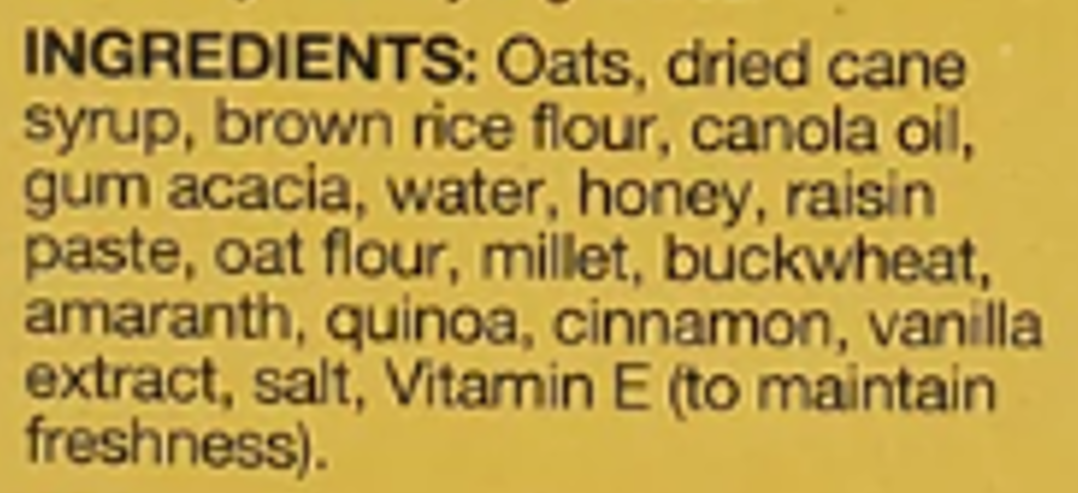 INGREDIENTS: Oats, dried cane
syrup, brown rice flour, canola oil,
gum acacia, water, honey, raisin
paste, oat flour, millet, buckwheat,
amaranth, quinoa, cinnamon, vanilla
extract, salt, Vitamin E (to maintain
freshness).